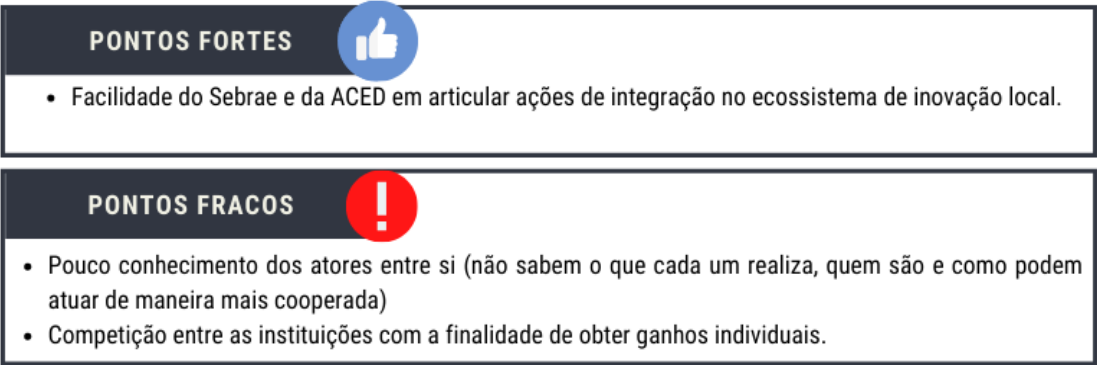 PONTOS FORTES
• Facilidade do Sebrae e da ACED em articular ações de integração no ecossistema de inovação local.
PONTOS FRACOS
• Pouco conhecimento dos atores entre si (não sabem o que cada um realiza, quem são e como podem
atuar de maneira mais cooperada)
• Competição entre as instituições com a finalidade de obter ganhos individuais.